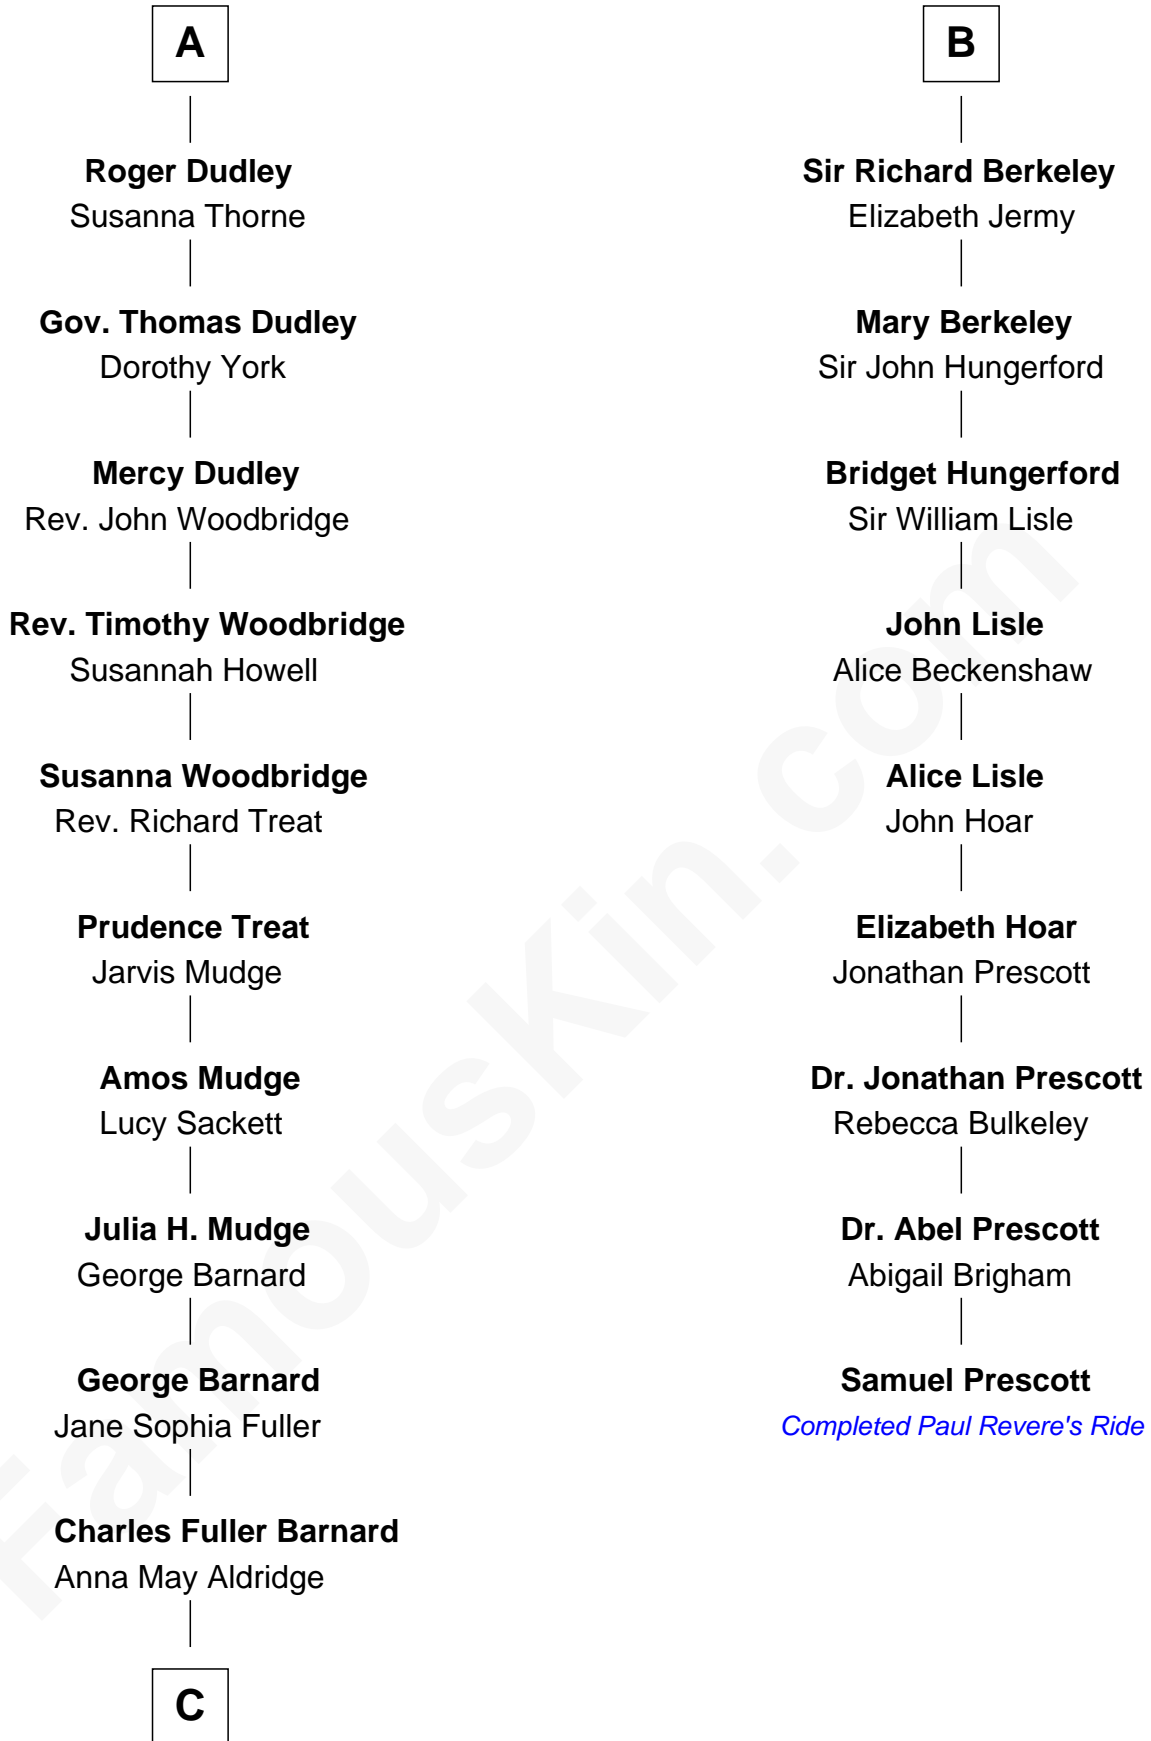 A
Roger Dudley
Susanna Thorne
Gov. Thomas Dudley
Dorothy York
Mercy Dudley
Rev. John Woodbridge
Rev. Timothy Woodbridge
Susannah Howell
Susanna Woodbridge
Rev. Richard Treat
Prudence Treat
Jarvis Mudge
Amos Mudge
Lucy Sackett
Julia H. Mudge
George Barnard
George Barnard
Jane Sophia Fuller
Charles Fuller Barnard
Anna May Aldridge
C
B
Sir Richard Berkeley
Elizabeth Jermy
Mary Berkeley
Sir John Hungerford
Bridget Hungerford
Sir William Lisle
John Lisle
Alice Beckenshaw
Alice Lisle
John Hoar
Elizabeth Hoar
Jonathan Prescott
Dr. Jonathan Prescott
Rebecca Bulkeley
Dr. Abel Prescott
Abigail Brigham
Samuel Prescott
Completed Paul Revere's Ride
FamousKin.com